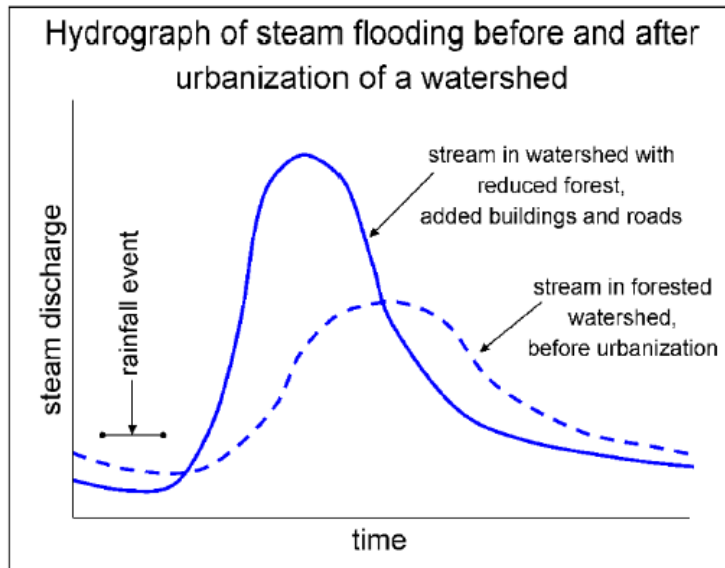 Hydrograph of steam flooding before and after
urbanization of a watershed
stream in watershed with
reduced forest,
added buildings and roads
steam discharge
rainfall event
stream in forested
watershed,
before urbanization
time